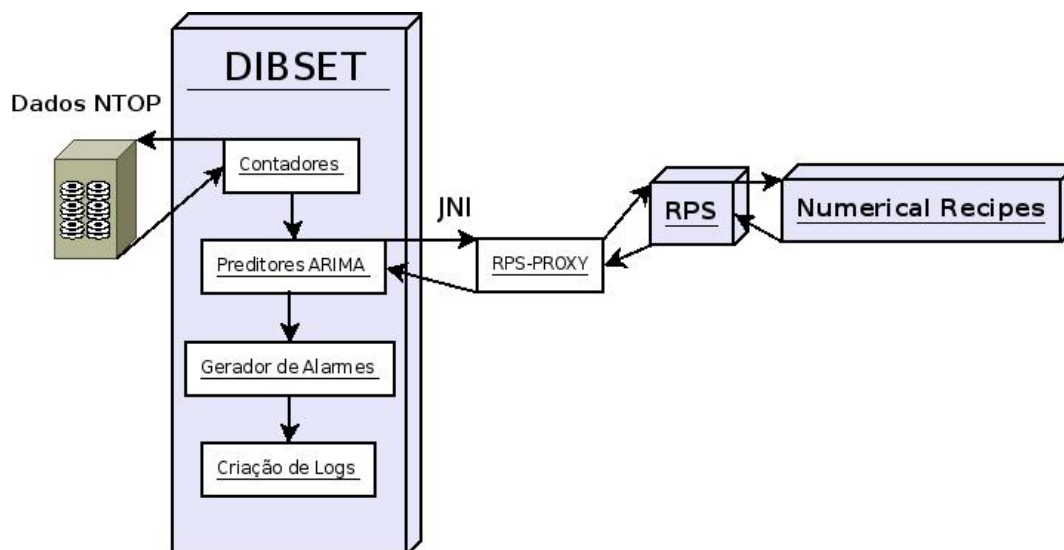 DIBSET
Dados NTOP
Contadores
JNI
RPS
Numerical Recipes
Preditores ARIMA
RPS-PROXY
Gerador de Alarmes
Criação de Logs